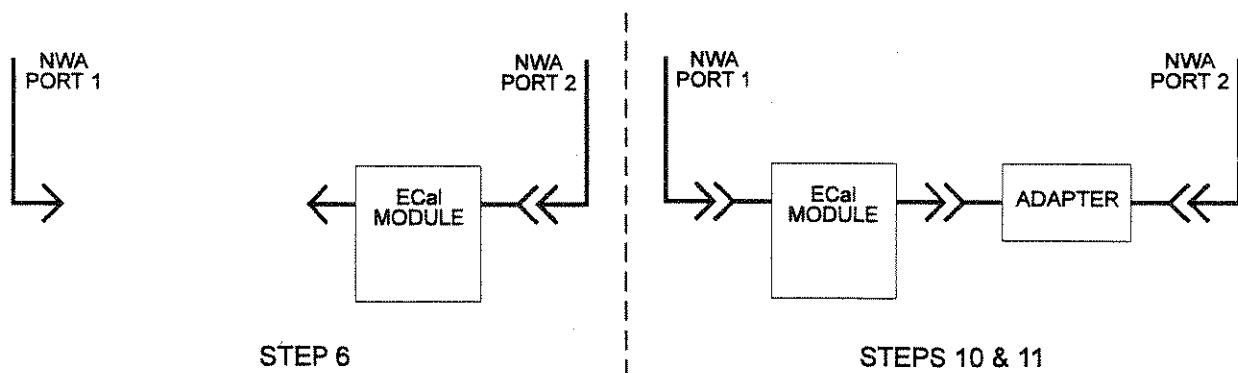 NWA
PORT 1
NWA
PORT 2
ECal
MODULE
STEP 6
NWA
PORT 1
NWA
PORT 2
ECal
MODULE
ADAPTER
STEPS 10 & 11